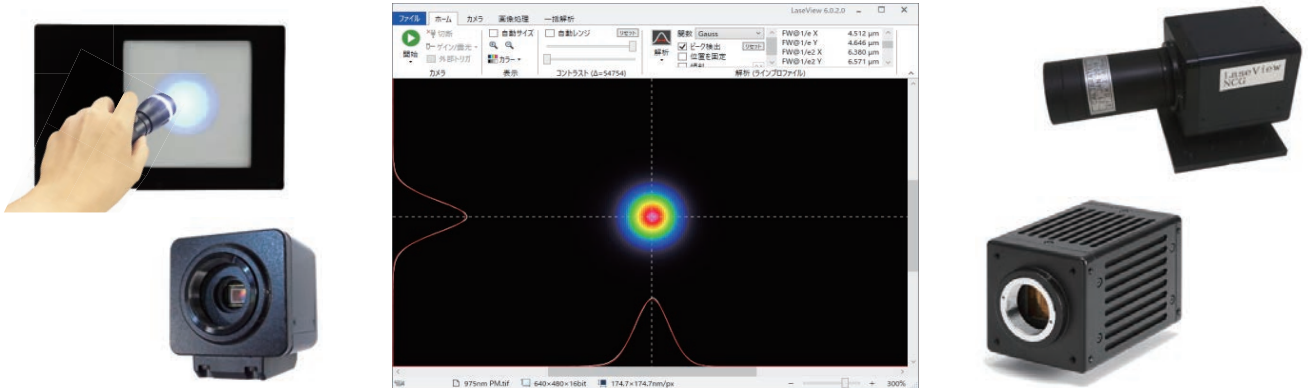 LaseView 6.0.2.0
ファイル ホーム カメラ 画像処理 一括解析
開始
切断
ゲイン/露光
外部トリガ
カメラ
自動サイズ
カラー
表示
自動レンジ リセット
コントラスト (Δ=54754)
解析
関数 Gauss
ピーク検出 リセット
位置を固定
解析 (ラインプロファイル)
FW@1/e X 4.512 µm
FW@1/e Y 4.646 µm
FW@1/e2 X 6.380 µm
FW@1/e2 Y 6.571 µm
LaseView
NCG
975nm PM.tif 640×480×16bit 174.7×174.7nm/px 300%